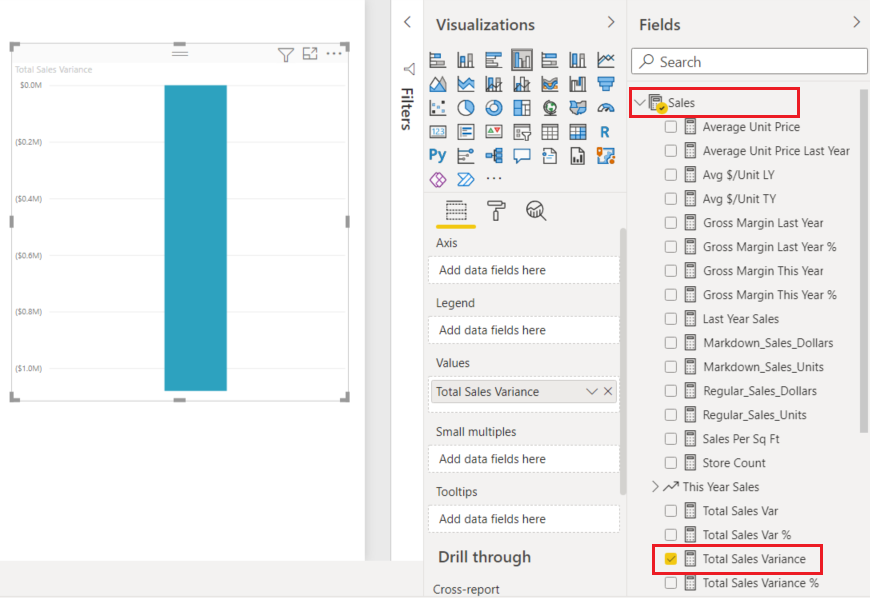 Total Sales Variance
$0.0M
($0.2M)
($0.4M)
($0.6M)
($0.8M)
($1.0M)
Filters
Visualizations
123
R
Py
Axis
Add data fields here
Legend
Add data fields here
Values
Total Sales Variance
Small multiples
Add data fields here
Tooltips
Add data fields here
Drill through
Cross-report
Fields
Search
Sales
Average Unit Price
Average Unit Price Last Year
Avg $/Unit LY
Avg $/Unit TY
Gross Margin Last Year
Gross Margin Last Year %
Gross Margin This Year
Gross Margin This Year %
Last Year Sales
Markdown_Sales_Dollars
Markdown_Sales_Units
Regular_Sales_Dollars
Regular_Sales_Units
Sales Per Sq Ft
Store Count
This Year Sales
Total Sales Var
Total Sales Var %
Total Sales Variance
Total Sales Variance %